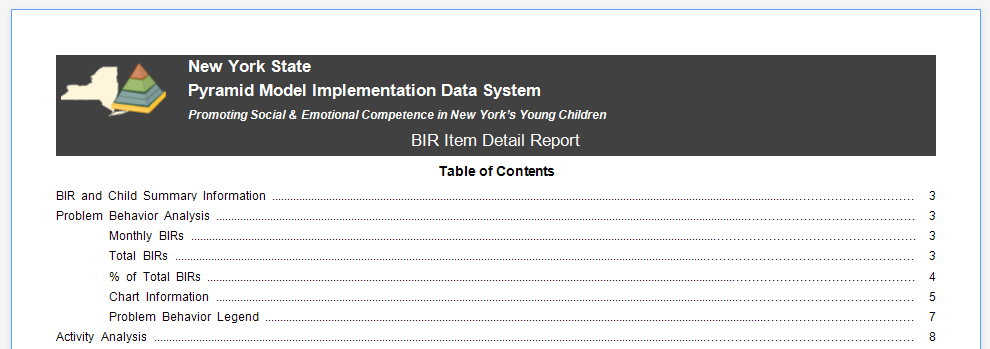 New York State
Pyramid Model Implementation Data System
Promoting Social & Emotional Competence in New York's Young Children
BIR Item Detail Report
Table of Contents
BIR and Child Summary Information 3
Problem Behavior Analysis 3
Monthly BIRs 3
Total BIRs 3
% of Total BIRs 4
Chart Information 5
Problem Behavior Legend 7
Activity Analysis 8